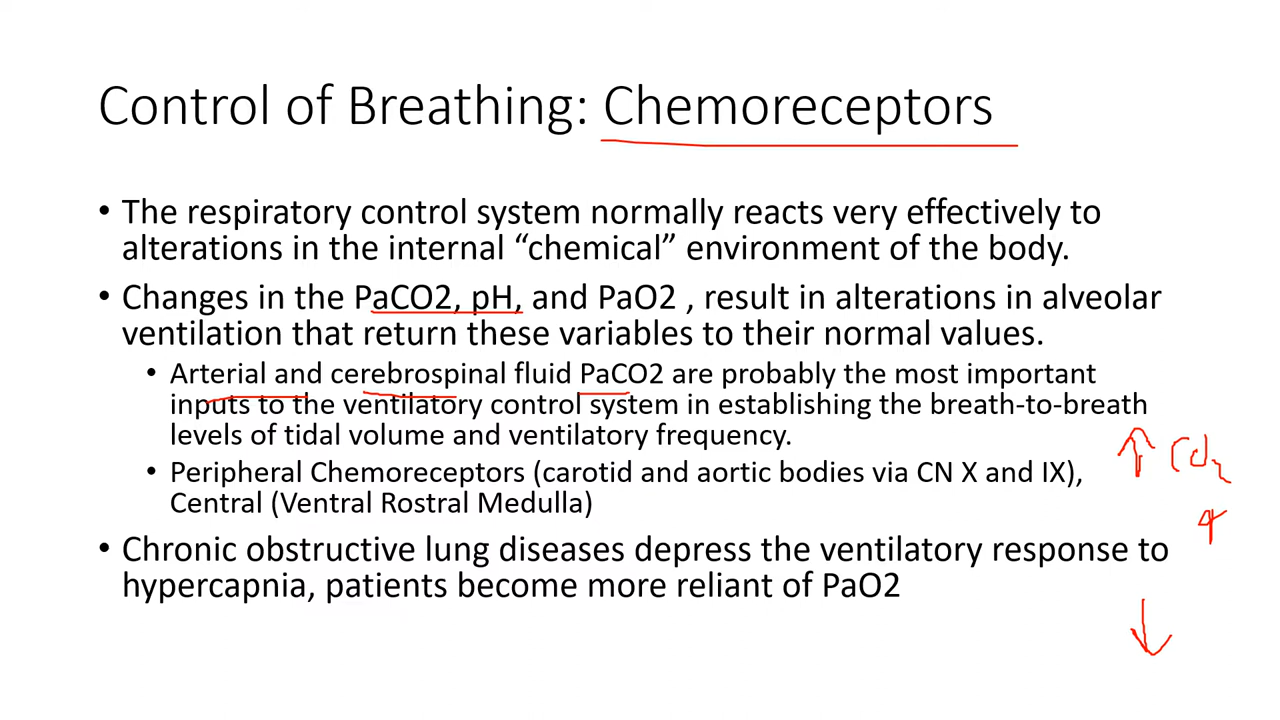 Control of Breathing: Chemoreceptors
• The respiratory control system normally reacts very effectively to
alterations in the internal “chemical” environment of the body.
• Changes in the PaCO2, pH, and PaO2 , result in alterations in alveolar
ventilation that return these variables to their normal values.
• Arterial and cerebrospinal fluid PaCO2 are probably the most important
inputs to the ventilatory control system in establishing the breath-to-breath
levels of tidal volume and ventilatory frequency.
• Peripheral Chemoreceptors (carotid and aortic bodies via CN X and IX),
Central (Ventral Rostral Medulla)
↑ CO2
↑
• Chronic obstructive lung diseases depress the ventilatory response to
hypercapnia, patients become more reliant of PaO2
↓